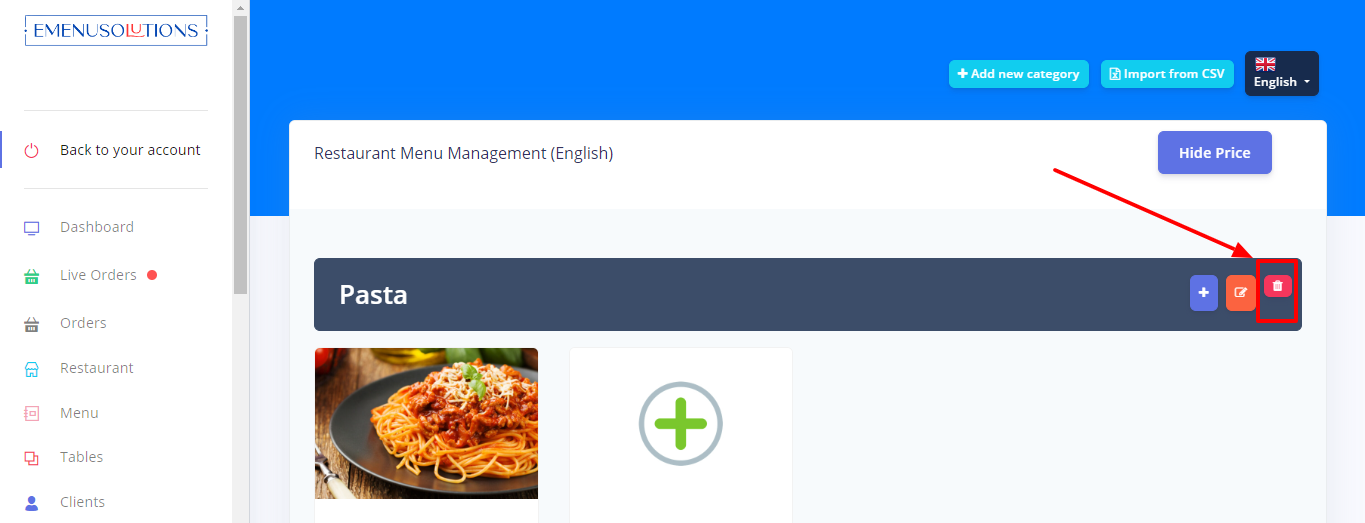 EMENUSOLUTIONS
Add new category
Import from CSV
English
Back to your account
Restaurant Menu Management (English)
Hide Price
Dashboard
Live Orders
Orders
Restaurant
Menu
Tables
Clients
Pasta